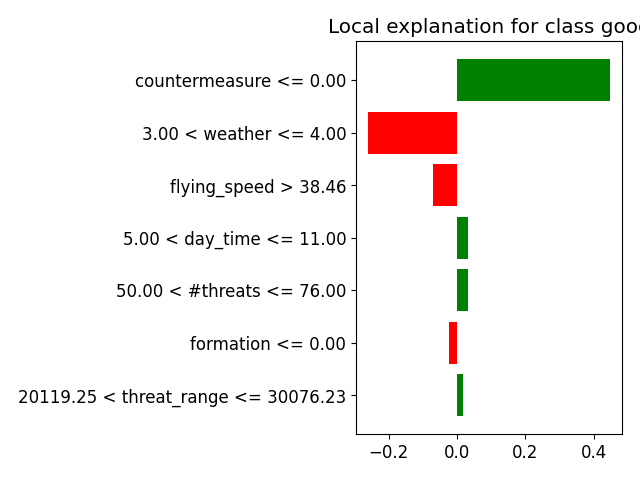 Local explanation for class goo
countermeasure <= 0.00
3.00 < weather <= 4.00
flying_speed > 38.46
5.00 < day_time <= 11.00
50.00 < #threats <= 76.00
formation <= 0.00
20119.25 < threat_range <= 30076.23
−0.2 0.0 0.2 0.4